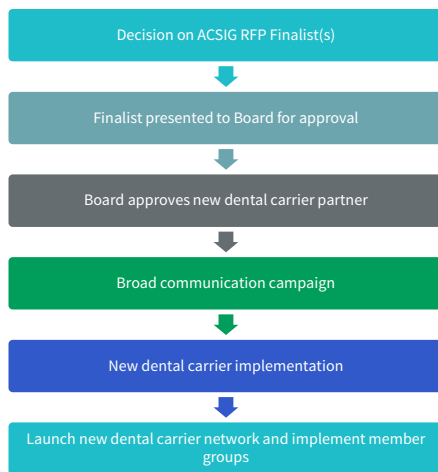 Decision on ACSIG RFP Finalist(s)
Finalist presented to Board for approval
Board approves new dental carrier partner
Broad communication campaign
New dental carrier implementation
Launch new dental carrier network and implement member
groups